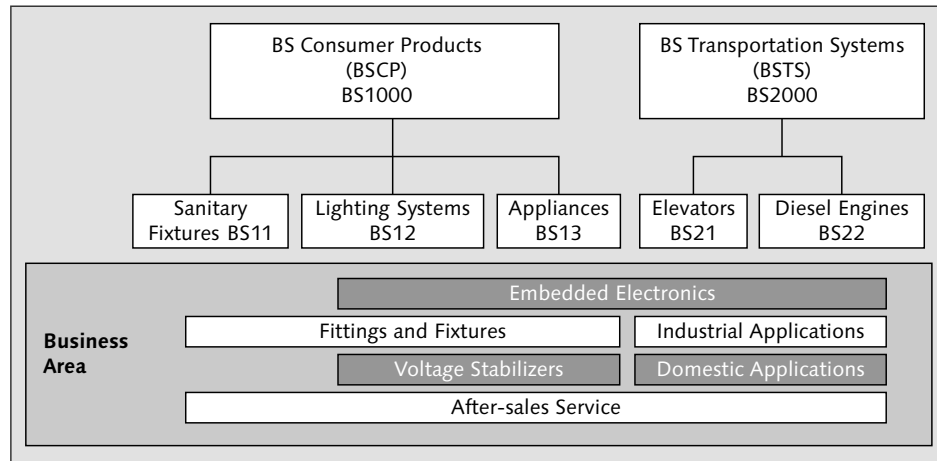 BS Consumer Products
(BSCP)
BS1000
BS Transportation Systems
(BSTS)
BS2000
Sanitary
Fixtures BS11
Lighting Systems
BS12
Appliances
BS13
Elevators
BS21
Diesel Engines
BS22
Business
Area
Embedded Electronics
Fittings and Fixtures
Industrial Applications
Voltage Stabilizers
Domestic Applications
After-sales Service